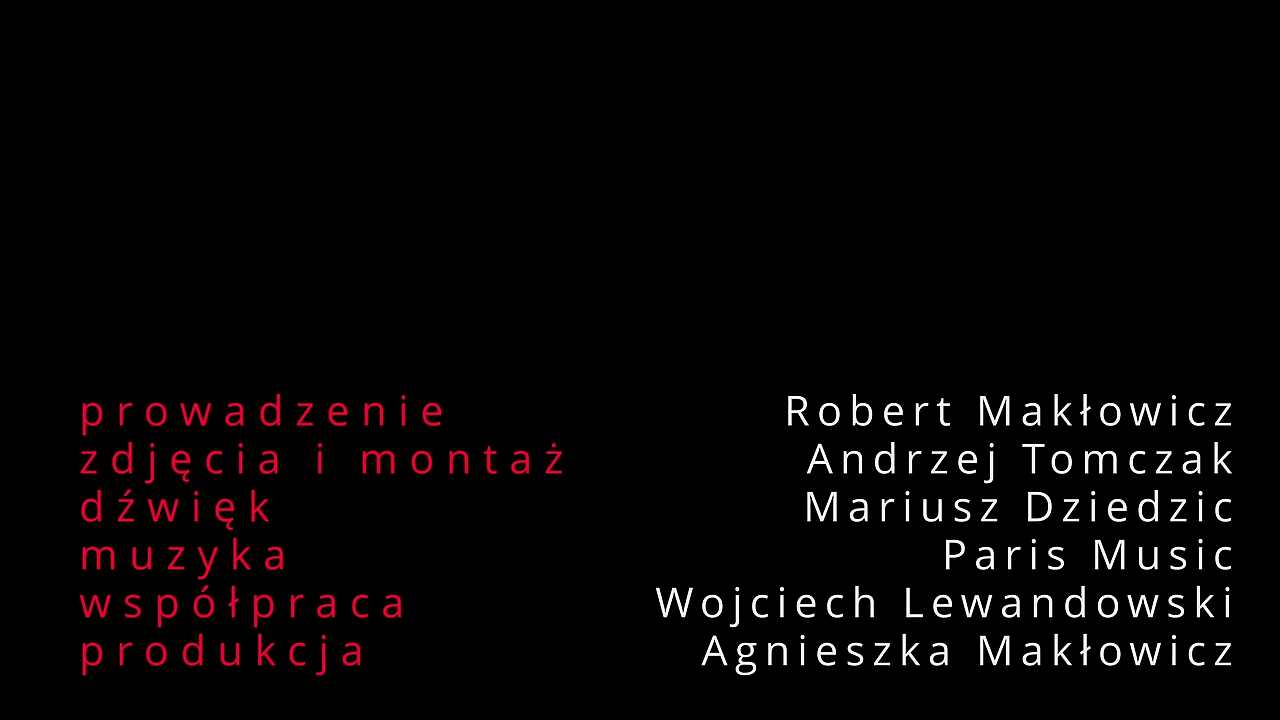 prowadzenie Robert Makłowicz
zdjęcia i montaż Andrzej Tomczak
dźwięk Mariusz Dziedzic
muzyka Paris Music
współpraca Wojciech Lewandowski
produkcja Agnieszka Makłowicz